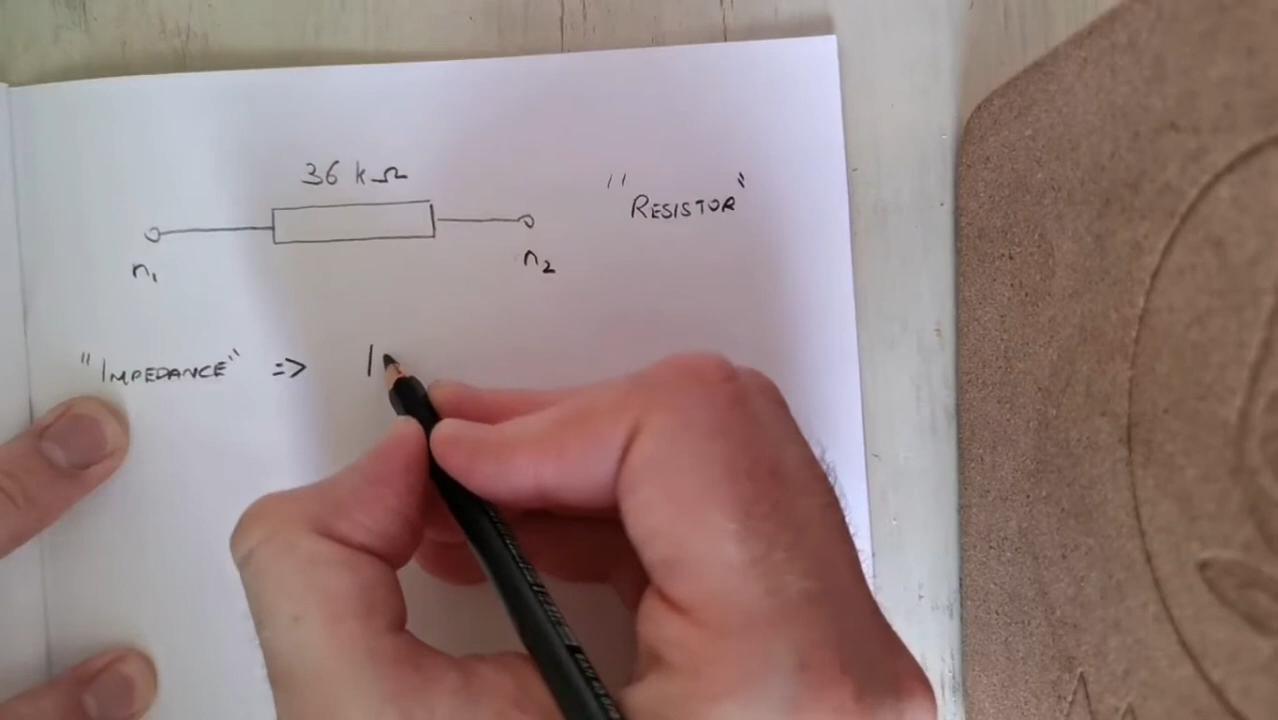 36 kΩ
"RESISTOR"
n₁
n₂
"IMPEDANCE" =>